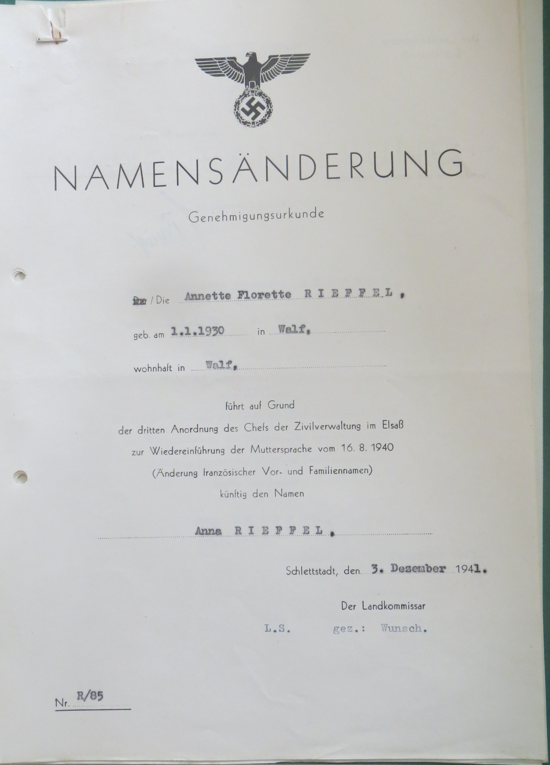 NAMENSÄNDERUNG
Genehmigungsurkunde
/ Die Annette Florette RIEFFEL,
geb. am 1.1.1930 in Walf,
wohnhaft in Walf,
führt auf Grund
der dritten Anordnung des Chefs der Zivilverwaltung im Elsaß
zur Wiedereinführung der Muttersprache vom 16. 8. 1940
(Änderung französischer Vor- und Familiennamen)
künftig den Namen
Anna RIEFFEL.
Schlettstadt, den 3. Dezember 1941.
Der Landkommissar
L.S. gez.: Wunsch.
Nr. R/85